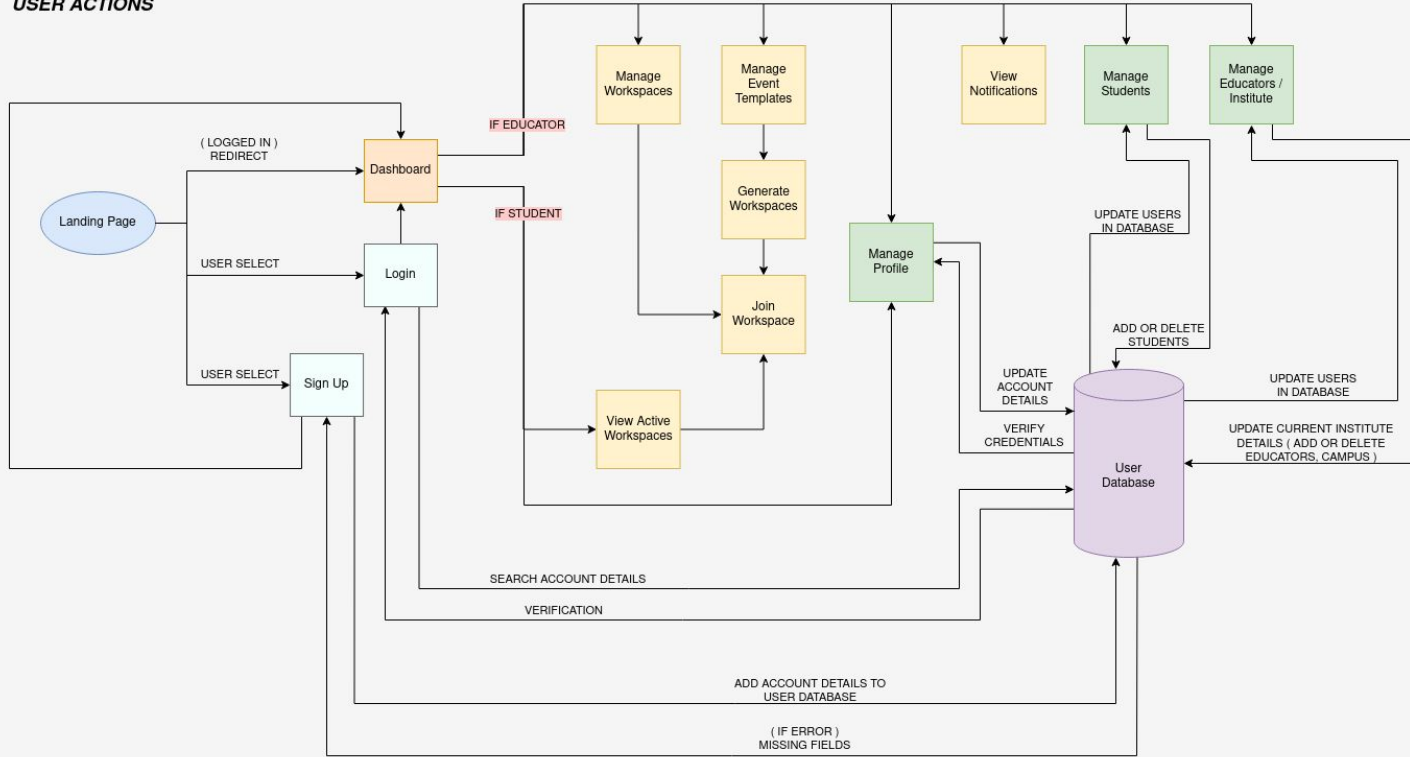 USER ACTIONS
Manage
Workspaces
Manage
Event
Templates
View
Notifications
Manage
Students
Manage
Educators /
Institute
IF EDUCATOR
( LOGGED IN )
REDIRECT
Dashboard
Landing Page
Generate
Workspaces
IF STUDENT
UPDATE USERS
IN DATABASE
Manage
Profile
USER SELECT
Login
Join
Workspace
ADD OR DELETE
STUDENTS
USER SELECT
Sign Up
UPDATE
ACCOUNT
DETAILS
UPDATE USERS
IN DATABASE
View Active
Workspaces
VERIFY
CREDENTIALS
UPDATE CURRENT INSTITUTE
DETAILS ( ADD OR DELETE
EDUCATORS, CAMPUS )
User
Database
SEARCH ACCOUNT DETAILS
VERIFICATION
ADD ACCOUNT DETAILS TO
USER DATABASE
( IF ERROR )
MISSING FIELDS